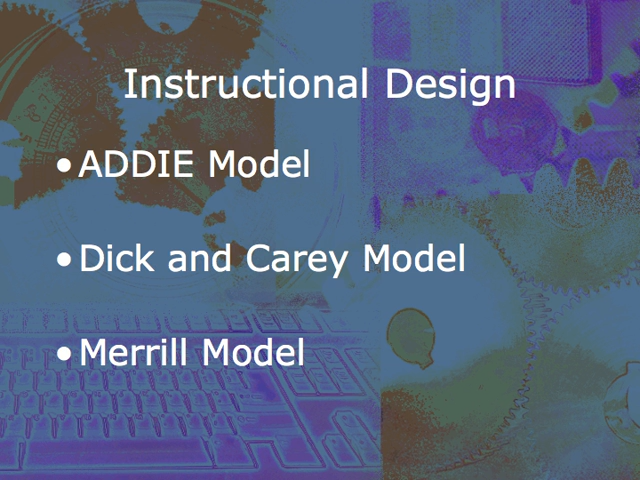 Instructional Design
• ADDIE Model
• Dick and Carey Model
• Merrill Model